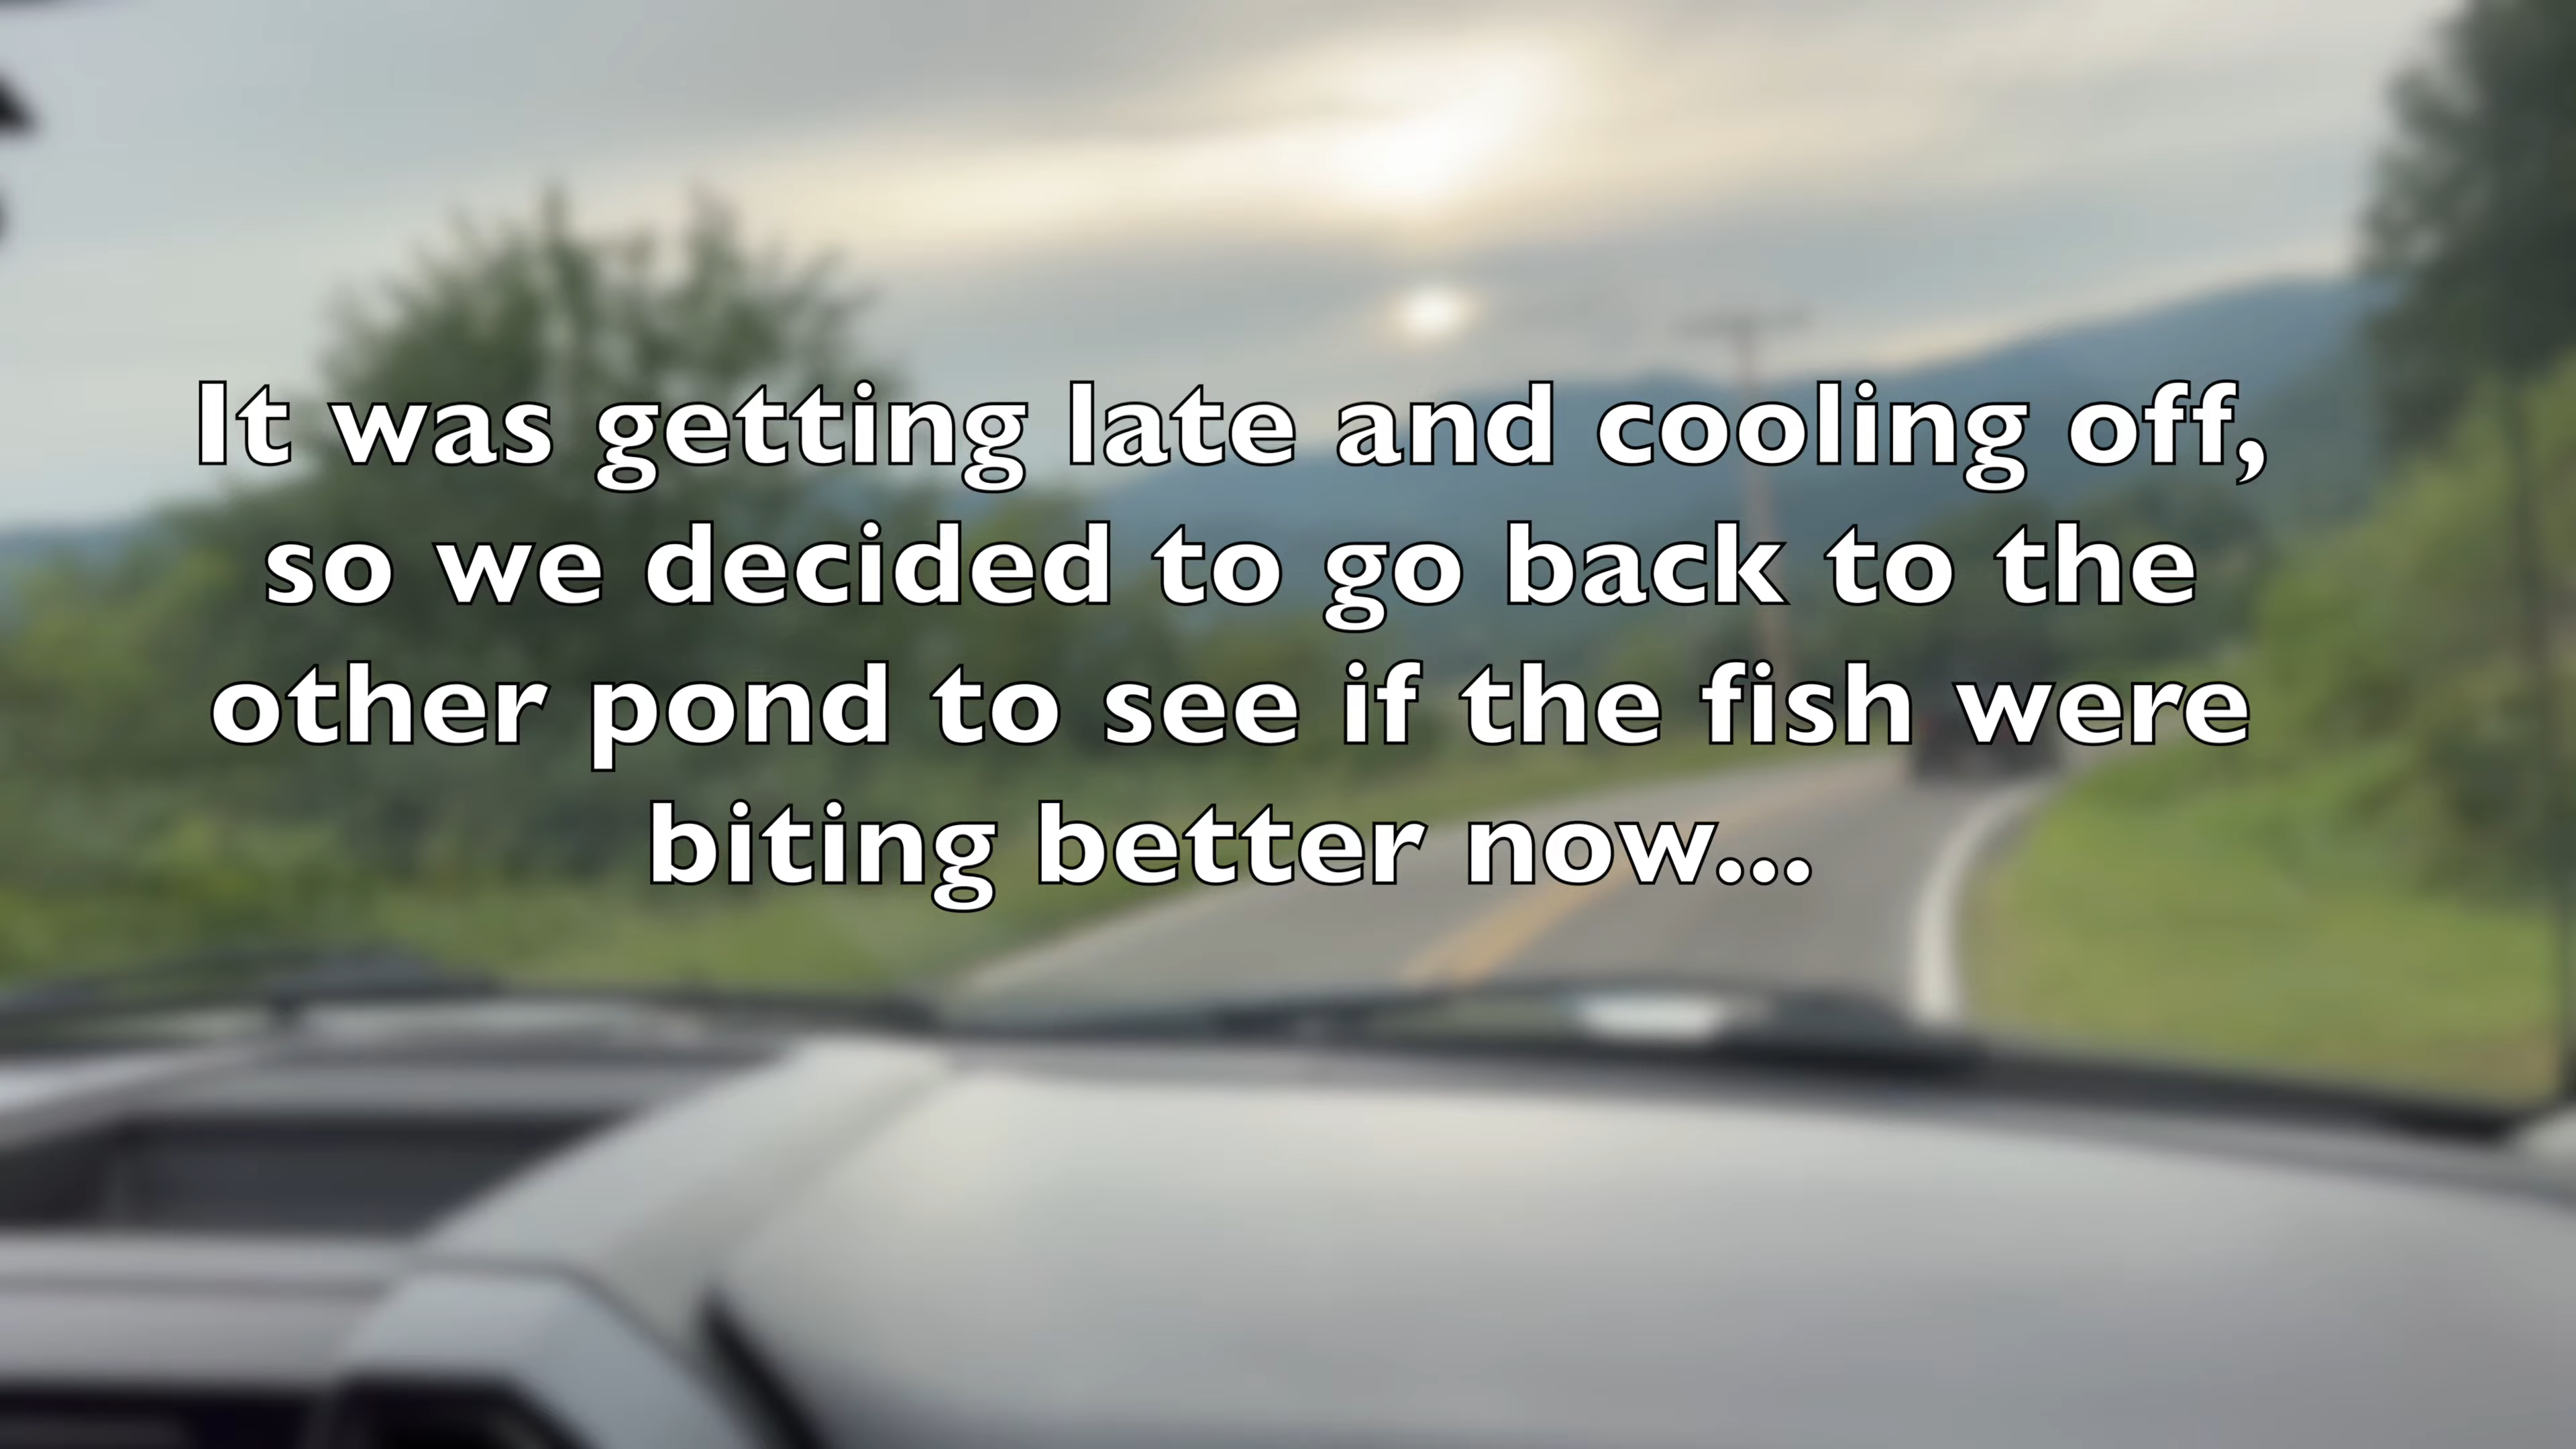 It was getting late and cooling off,
so we decided to go back to the
other pond to see if the fish were
biting better now...